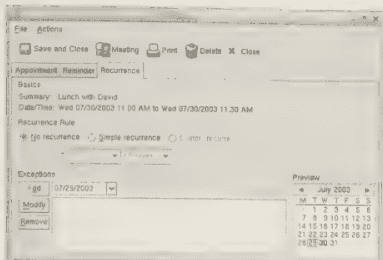 File Actions
Save and Close Meeting Print Delete X Close
Appointment Reminder Recurrence
Basics
Summary: Lunch with David
Date/Time: Wed 07/30/2003 11:00 AM to Wed 07/30/2003 11:30 AM
Recurrence Rule
No recurrence Simple recurrence
Exceptions
Add 07/29/2003
Modify
Remove
Preview
July 2003
M T W T F S S
1 2 3 4 5 6
7 8 9 10 11 12 13
14 15 16 17 18 19 20
21 22 23 24 25 26 27
28 29 30 31